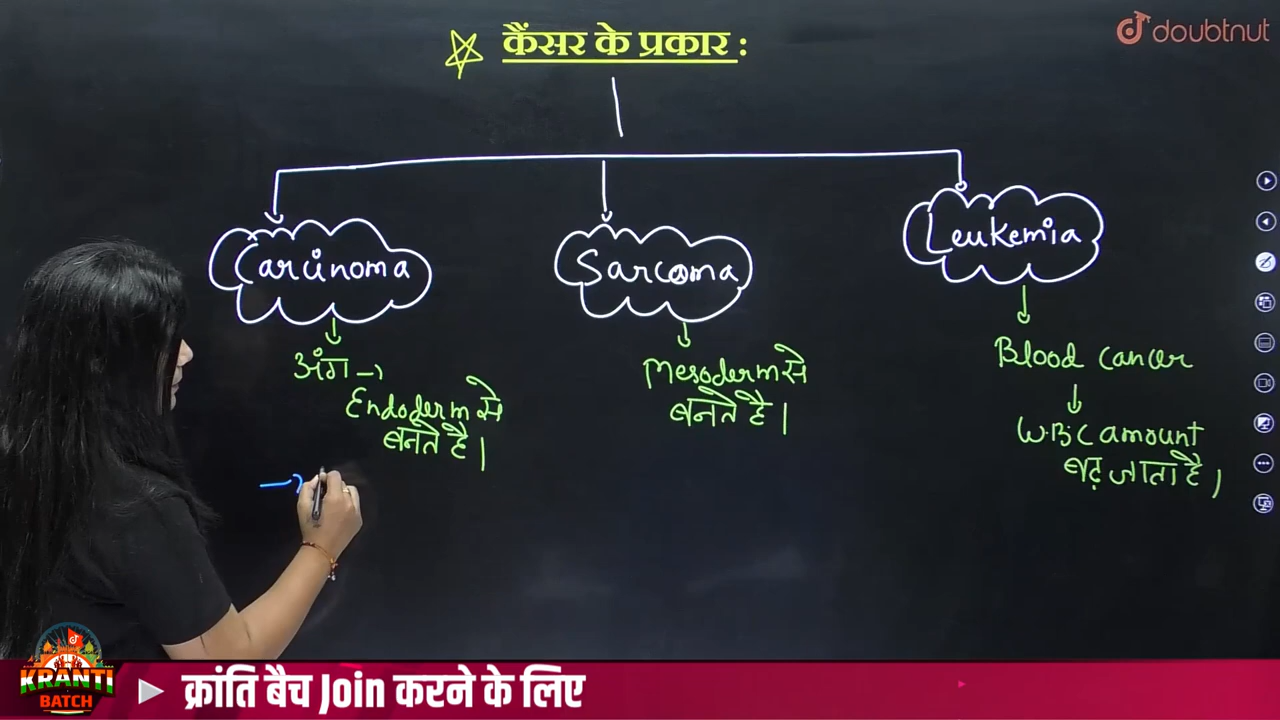 कैंसर के प्रकार :
doubtnut
Carcinoma
Sarcoma
Leukemia
अंग →
Endoderm से
बनते है।
Mesoderm से
बनते है।
Blood cancer
W.B.C amount
बढ़ जाता है।
KRANTI
BATCH
क्रांति बैच Join करने के लिए